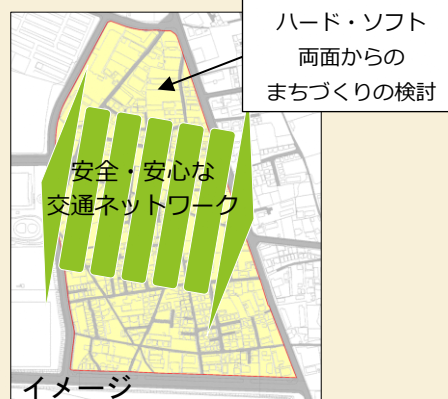 ハード・ソフト
両面からの
まちづくりの検討
安全・安心な
交通ネットワーク
イメージ